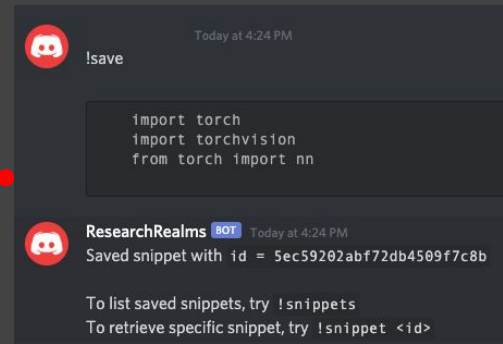 Today at 4:24 PM
!save
import torch
import torchvision
from torch import nn
ResearchRealms BOT Today at 4:24 PM
Saved snippet with id = 5ec59202abf72db4509f7c8b
To list saved snippets, try !snippets
To retrieve specific snippet, try !snippet <id>